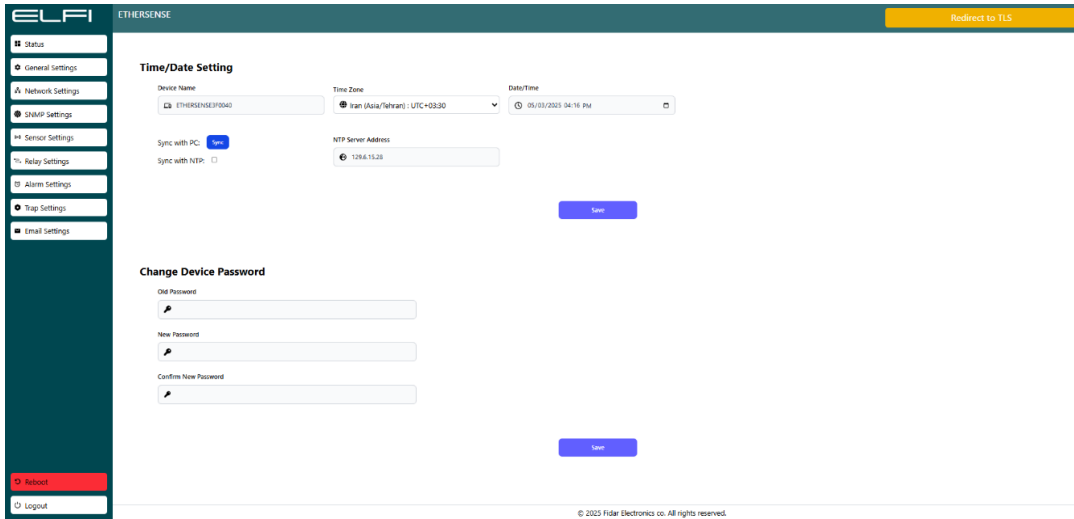 ELFI
ETHERSENSE
Redirect to TLS
Status
General Settings
Network Settings
SNMP Settings
Sensor Settings
Relay Settings
Alarm Settings
Trap Settings
Email Settings
Reboot
Logout
Time/Date Setting
Device Name
Time Zone
Date/Time
ETHERSENSE3F0040
Iran (Asia/Tehran) : UTC+03:30
05/03/2025 04:16 PM
Sync with PC: Sync
NTP Server Address
Sync with NTP:
129.6.15.28
Save
Change Device Password
Old Password
New Password
Confirm New Password
Save
© 2025 Fidar Electronics co. All rights reserved.